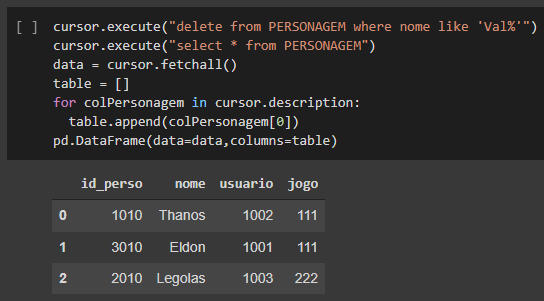 [ ] cursor.execute("delete from PERSONAGEM where nome like 'Val%'")
cursor.execute("select * from PERSONAGEM")
data = cursor.fetchall()
table = []
for colPersonagem in cursor.description:
  table.append(colPersonagem[0])
pd.DataFrame(data=data,columns=table)
id_perso nome usuario jogo
0 1010 Thanos 1002 111
1 3010 Eldon 1001 111
2 2010 Legolas 1003 222